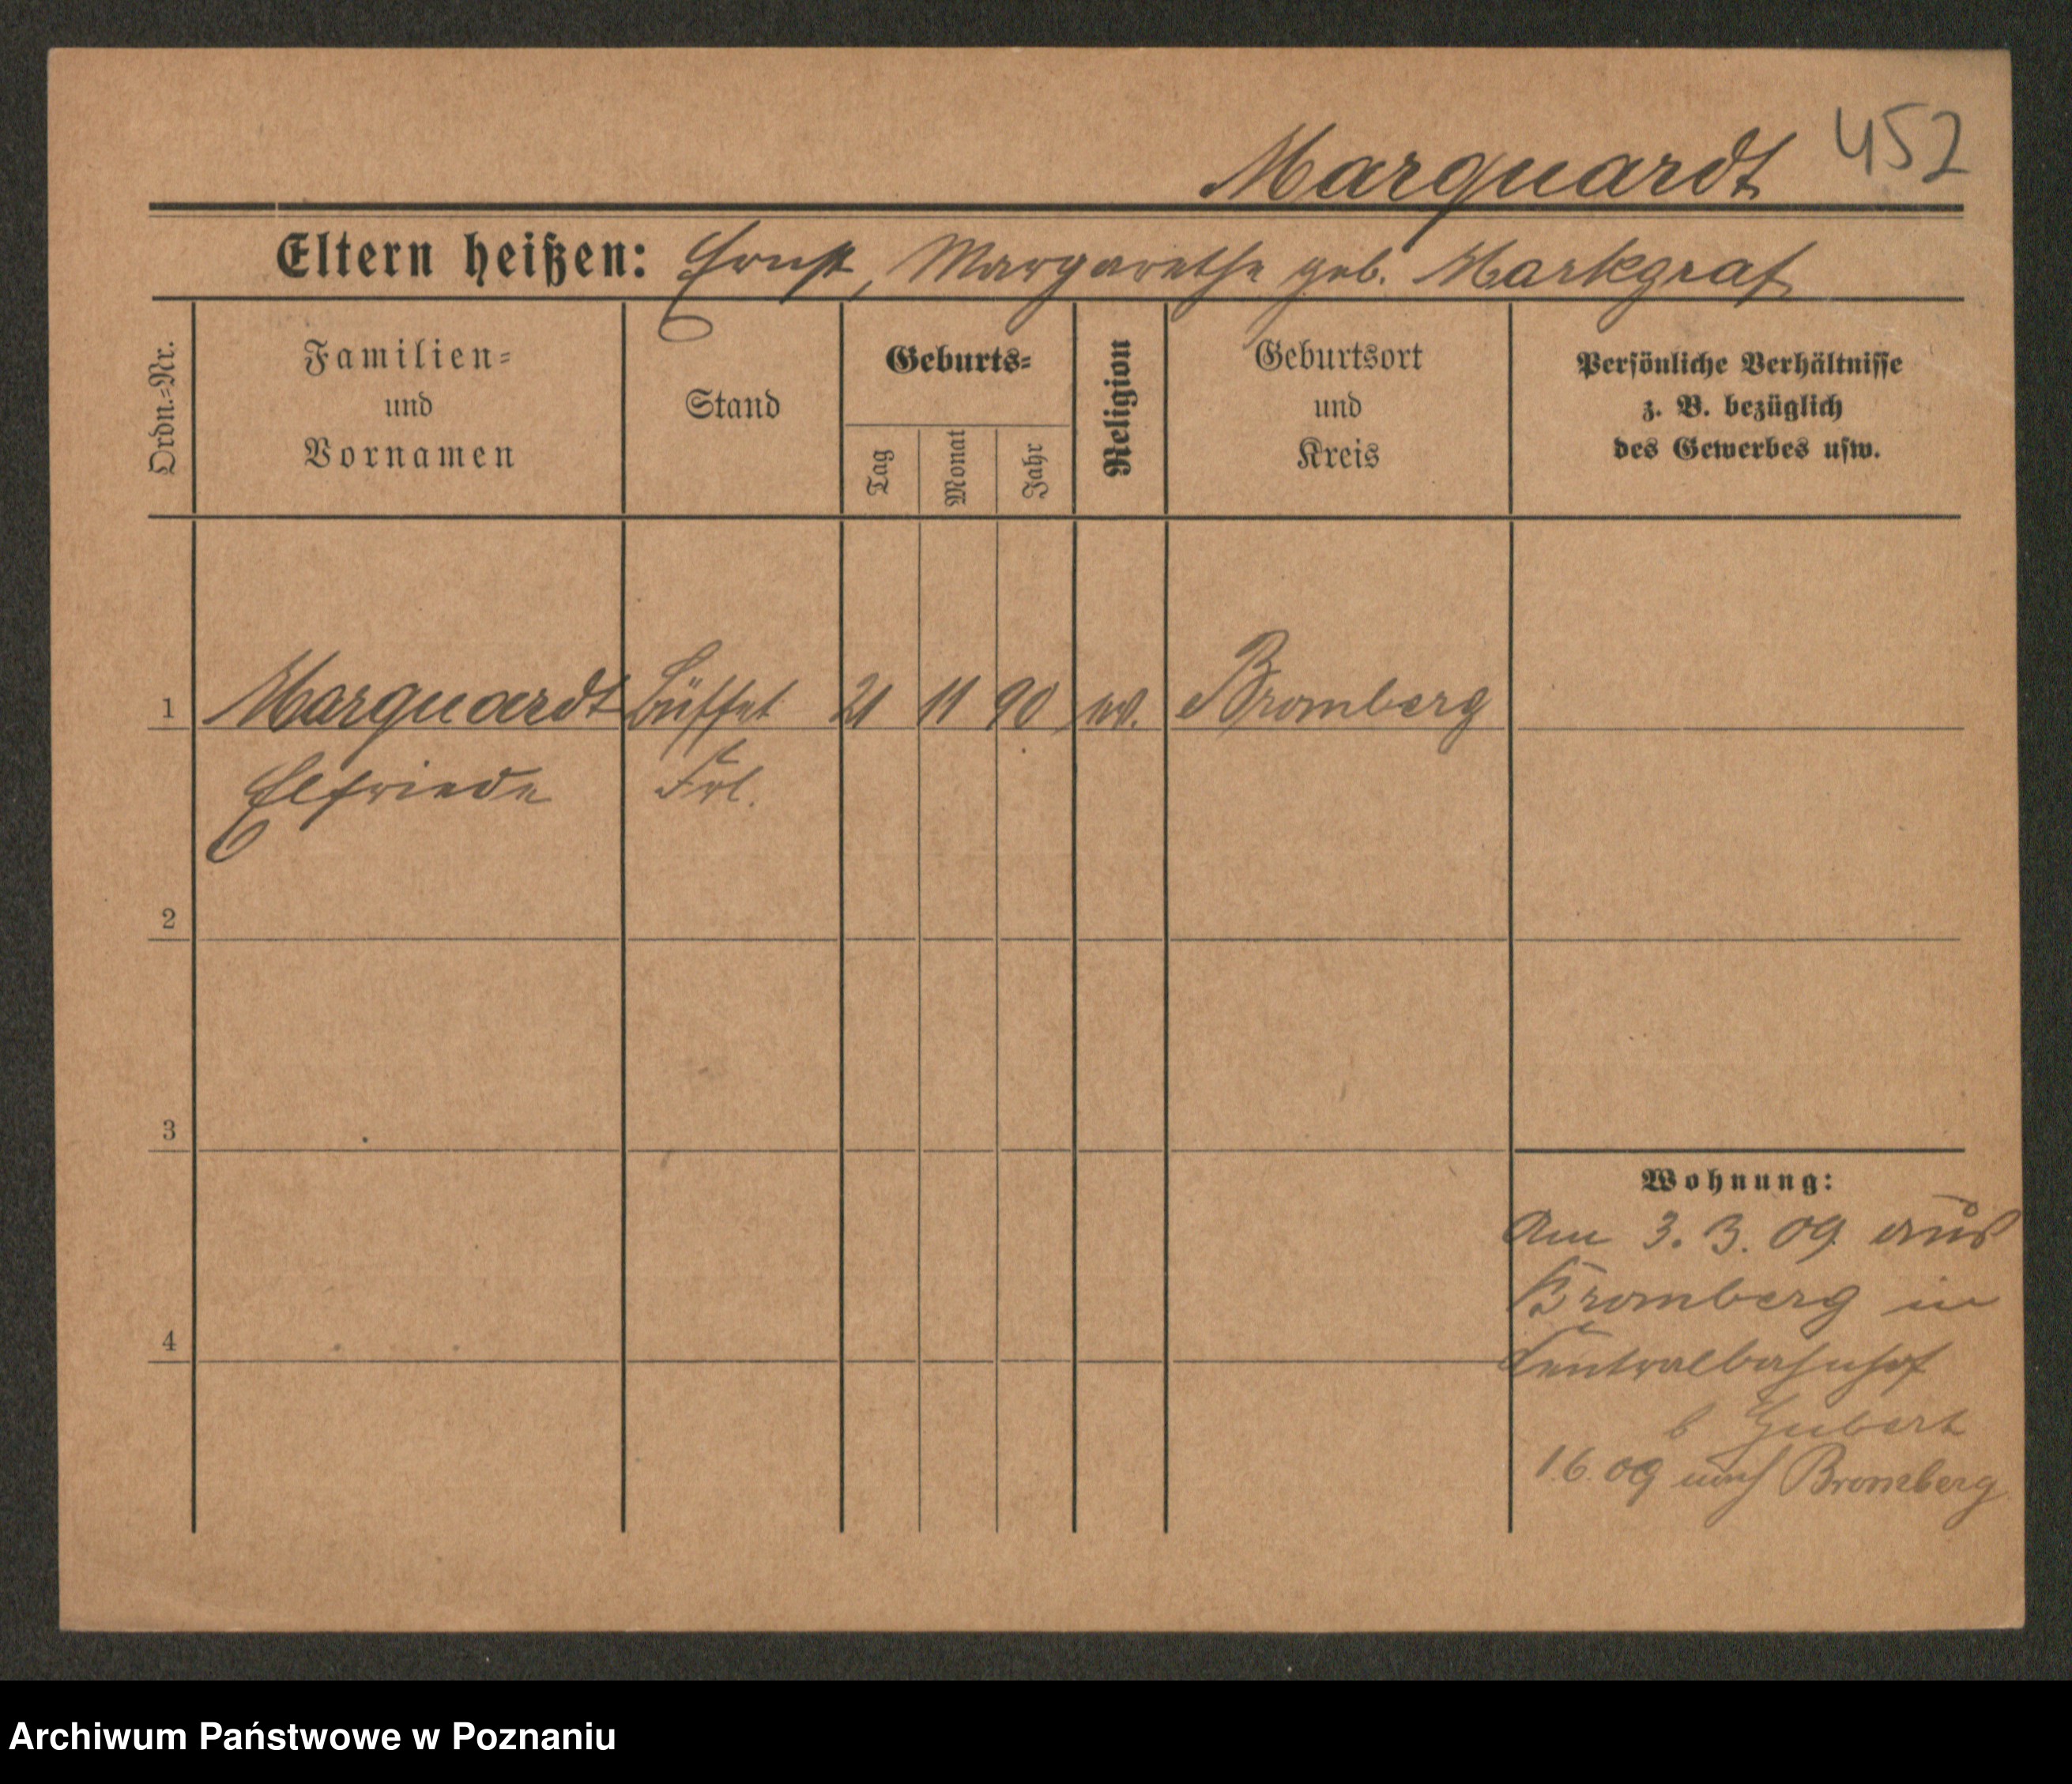 452
Marquardt
Eltern heißen: Ernst, Margarethe geb. Markgraf
Ordn.=Nr.
Familien=
und
Vornamen
Stand
Geburts=
Tag
Monat
Jahr
Religion
Geburtsort
und
Kreis
Persönliche Verhältnisse
z. B. bezüglich
des Gewerbes usw.
1 Marquardt Büffet 21 11 90 ev. Bromberg
Elfriede Frl.
2
3
Wohnung:
Am 3. 3. 09 aus
Bromberg in
4
Centralbahnhof
b
1.6.09 nach Bromberg
Archiwum Państwowe w Poznaniu